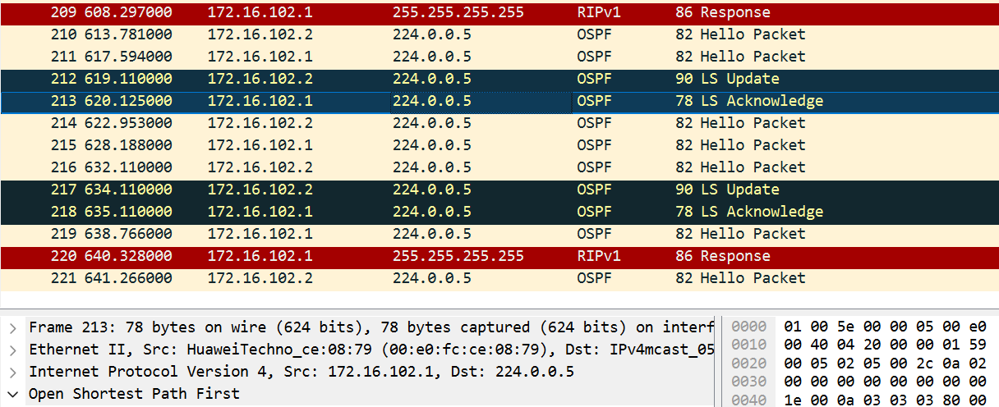 209 608.297000 172.16.102.1 255.255.255.255 RIPv1 86 Response
210 613.781000 172.16.102.2 224.0.0.5 OSPF 82 Hello Packet
211 617.594000 172.16.102.1 224.0.0.5 OSPF 82 Hello Packet
212 619.110000 172.16.102.2 224.0.0.5 OSPF 90 LS Update
213 620.125000 172.16.102.1 224.0.0.5 OSPF 78 LS Acknowledge
214 622.953000 172.16.102.2 224.0.0.5 OSPF 82 Hello Packet
215 628.188000 172.16.102.1 224.0.0.5 OSPF 82 Hello Packet
216 632.110000 172.16.102.2 224.0.0.5 OSPF 82 Hello Packet
217 634.110000 172.16.102.2 224.0.0.5 OSPF 90 LS Update
218 635.110000 172.16.102.1 224.0.0.5 OSPF 78 LS Acknowledge
219 638.766000 172.16.102.1 224.0.0.5 OSPF 82 Hello Packet
220 640.328000 172.16.102.1 255.255.255.255 RIPv1 86 Response
221 641.266000 172.16.102.2 224.0.0.5 OSPF 82 Hello Packet
Frame 213: 78 bytes on wire (624 bits), 78 bytes captured (624 bits) on interf
Ethernet II, Src: HuaweiTechno_ce:08:79 (00:e0:fc:ce:08:79), Dst: IPv4mcast_05
Internet Protocol Version 4, Src: 172.16.102.1, Dst: 224.0.0.5
Open Shortest Path First
0000 01 00 5e 00 00 05 00 e0
0010 00 40 04 20 00 00 01 59
0020 00 05 02 05 00 2c 0a 02
0030 00 00 00 00 00 00 00 00
0040 1e 00 0a 03 03 03 80 00